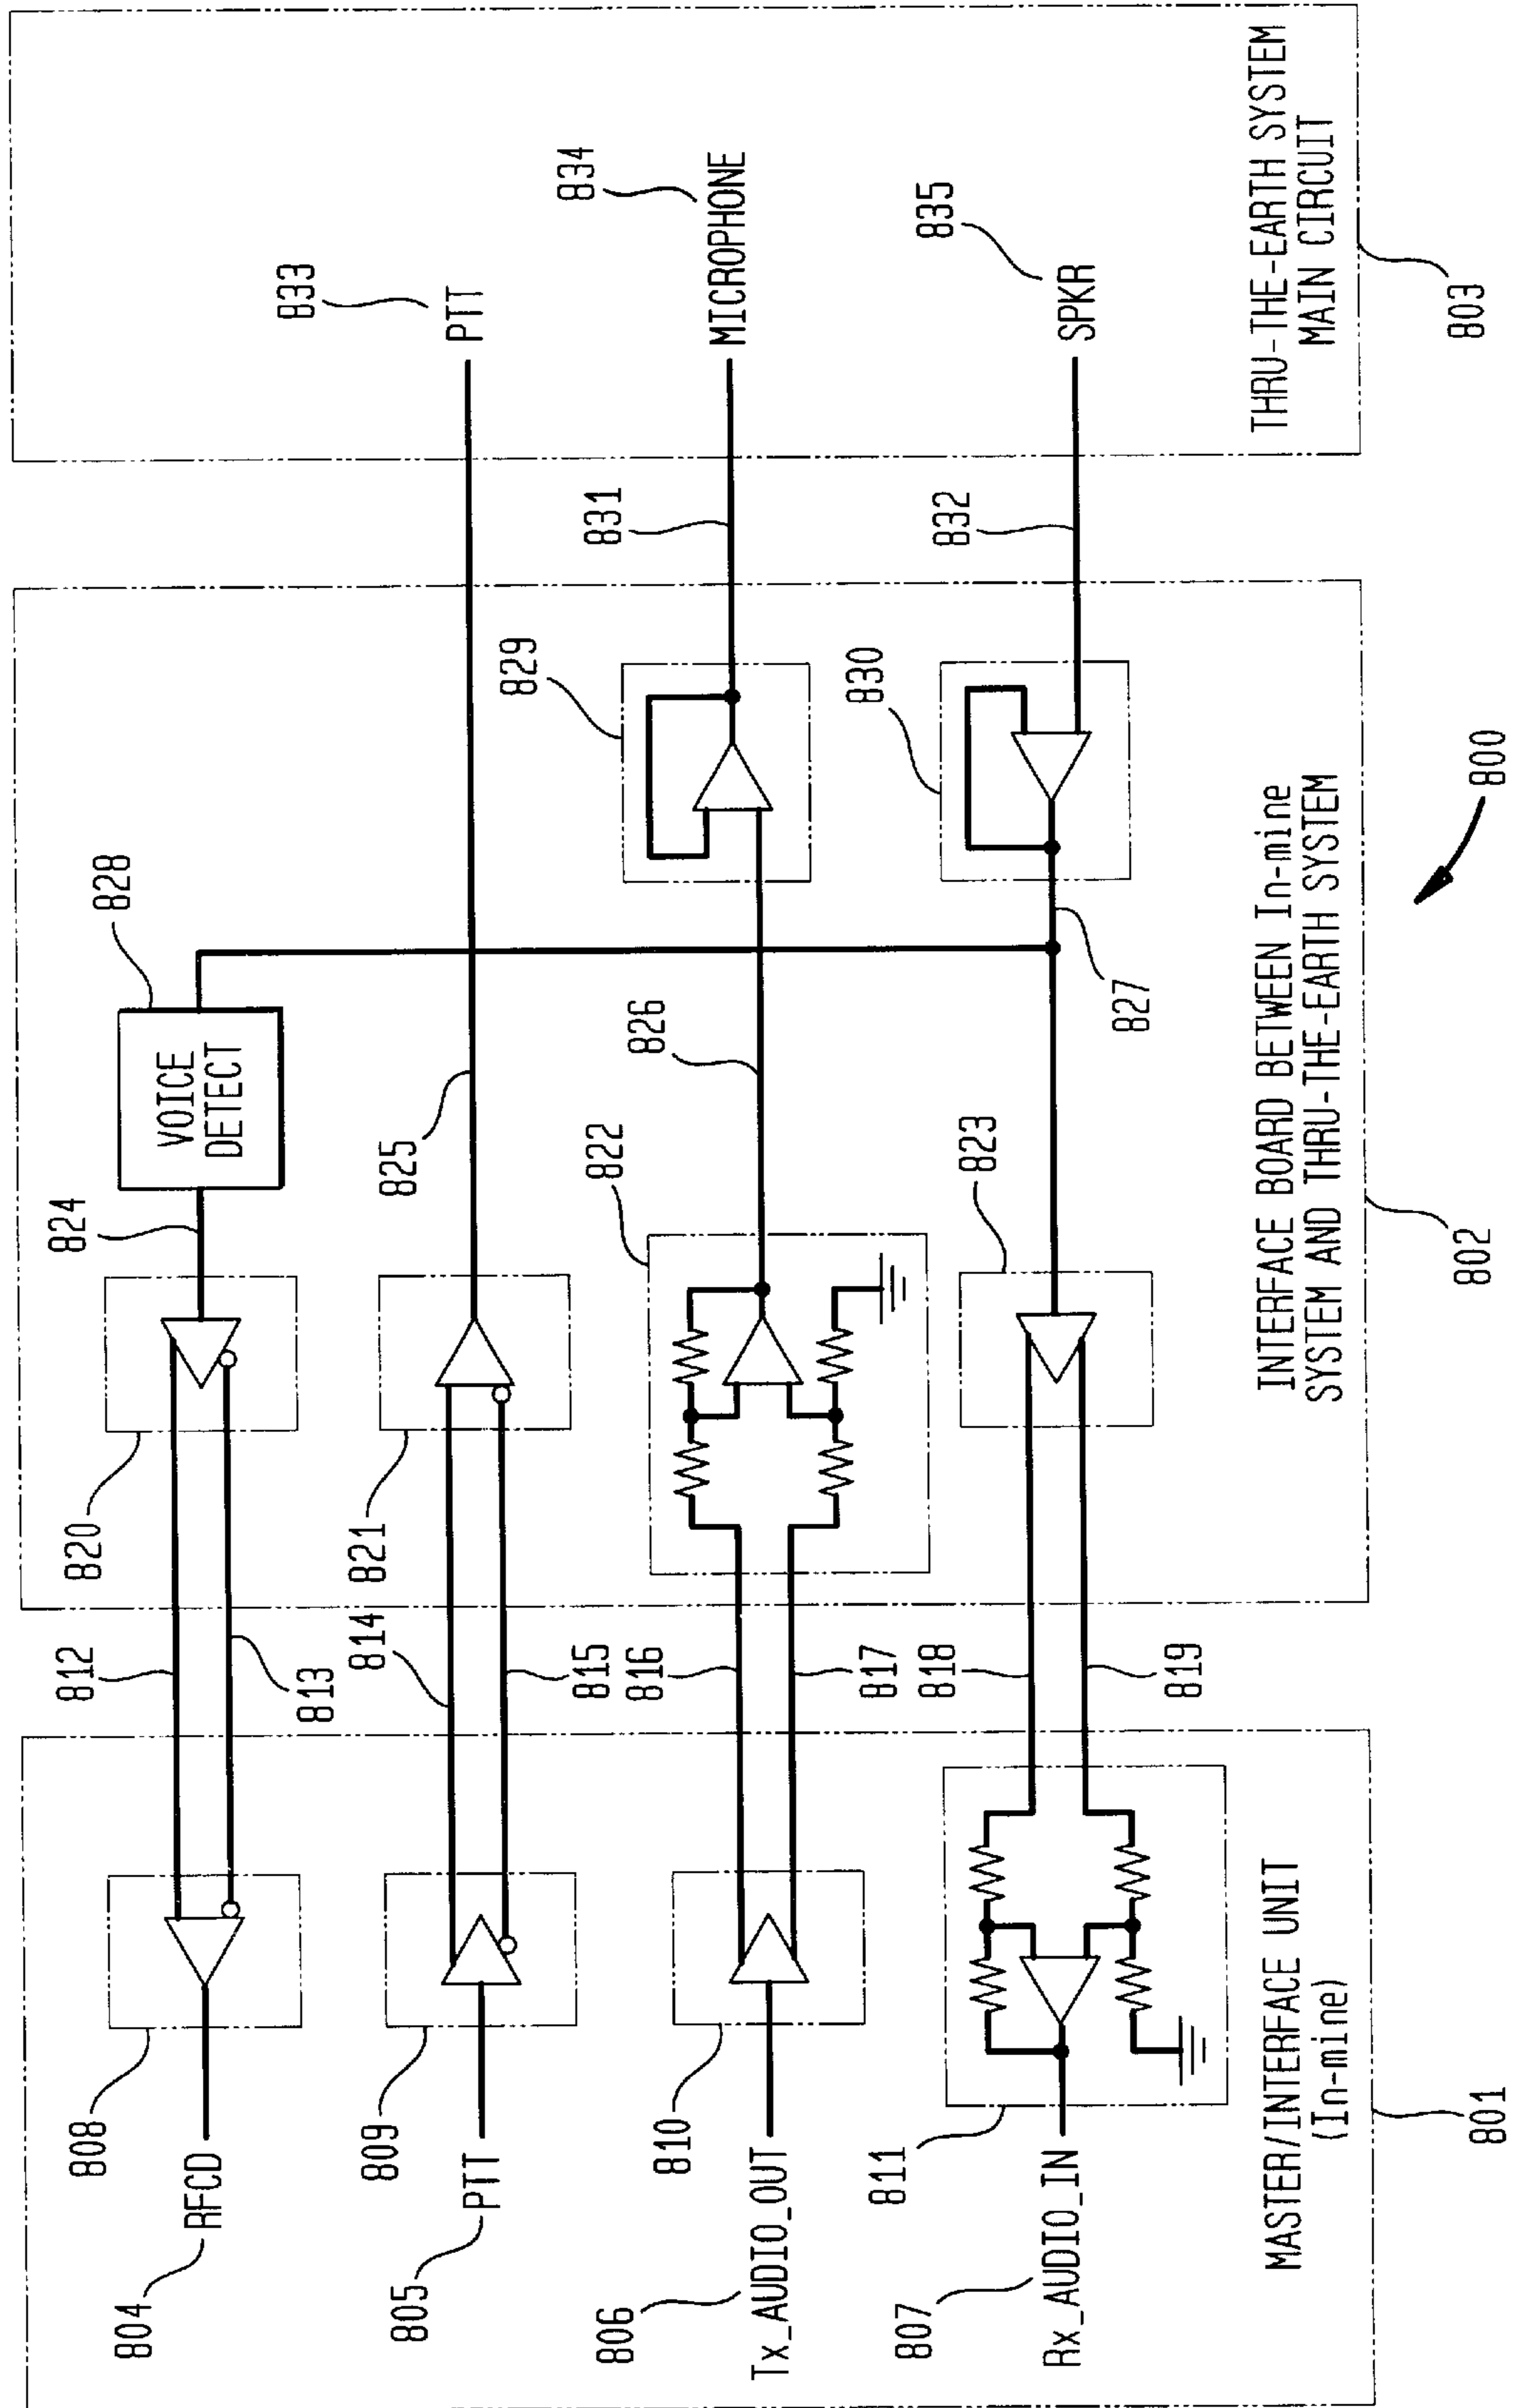 804
RFCD
808
812
813
820
824
VOICE
DETECT
828
805
PTT
809
814
815
821
825
PTT
833
806
Tx_AUDIO_OUT
810
816
817
822
826
829
831
MICROPHONE
834
807
Rx_AUDIO_IN
811
818
819
823
827
830
832
SPKR
835
MASTER/INTERFACE UNIT
(In-mine)
801
INTERFACE BOARD BETWEEN In-mine
SYSTEM AND THRU-THE-EARTH SYSTEM
802
800
THRU-THE-EARTH SYSTEM
MAIN CIRCUIT
803